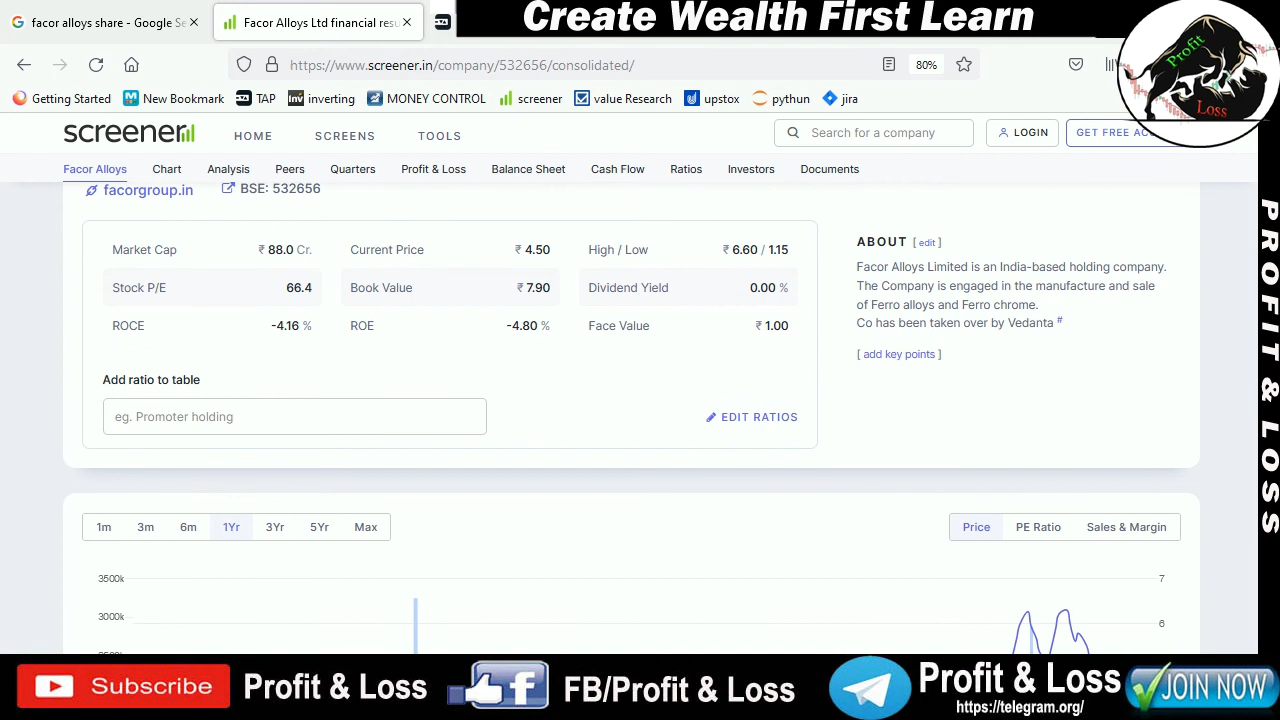 facor alloys share - Google Se
Facor Alloys Ltd financial resu
Create Wealth First Learn
https://www.screener.in/company/532656/consolidated/
80%
Getting Started
New Bookmark
TAP
inverting
MONEY CONTROL
screener
value Research
upstox
pythun
jira
Profit
Loss
screener
HOME
SCREENS
TOOLS
Search for a company
LOGIN
GET FREE ACC
Facor Alloys
Chart
Analysis
Peers
Quarters
Profit & Loss
Balance Sheet
Cash Flow
Ratios
Investors
Documents
facorgroup.in
BSE: 532656
Market Cap ₹ 88.0 Cr.
Current Price ₹ 4.50
High / Low ₹ 6.60 / 1.15
Stock P/E 66.4
Book Value ₹ 7.90
Dividend Yield 0.00 %
ROCE -4.16 %
ROE -4.80 %
Face Value ₹ 1.00
Add ratio to table
eg. Promoter holding
EDIT RATIOS
ABOUT [ edit ]
Facor Alloys Limited is an India-based holding company.
The Company is engaged in the manufacture and sale
of Ferro alloys and Ferro chrome.
Co has been taken over by Vedanta #
[ add key points ]
1m 3m 6m 1Yr 3Yr 5Yr Max
Price PE Ratio Sales & Margin
3500k
7
3000k
6
PROFIT & LOSS
Subscribe
Profit & Loss
f
FB/Profit & Loss
Profit & Loss
https://telegram.org/
JOIN NOW